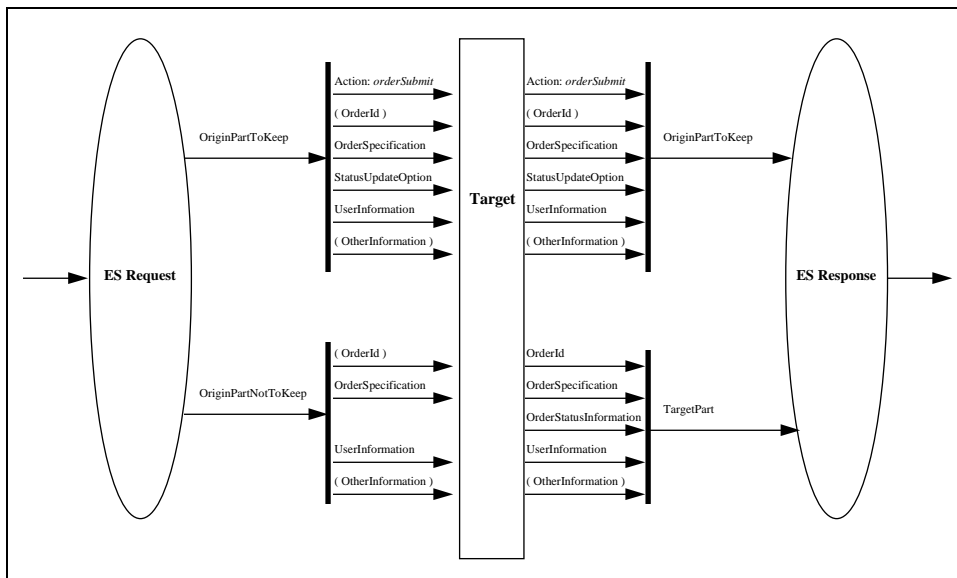 Action: orderSubmit
( OrderId )
OriginPartToKeep
OrderSpecification
StatusUpdateOption
UserInformation
( OtherInformation )
ES Request
OriginPartNotToKeep
( OrderId )
OrderSpecification
UserInformation
( OtherInformation )
Target
Action: orderSubmit
( OrderId )
OrderSpecification
StatusUpdateOption
UserInformation
( OtherInformation )
OriginPartToKeep
OrderId
OrderSpecification
OrderStatusInformation
UserInformation
( OtherInformation )
TargetPart
ES Response